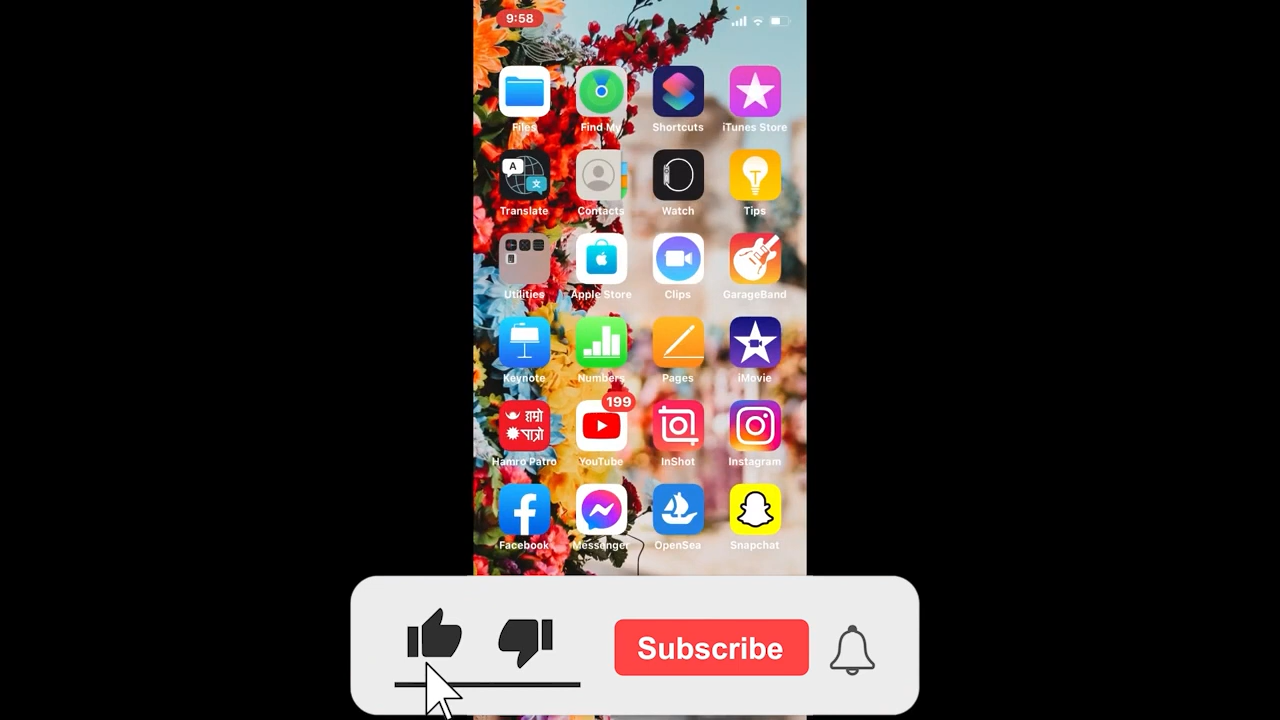 9:58
Files
Find My
Shortcuts
iTunes Store
A
文
Translate
Contacts
Watch
Tips
Utilities
Apple Store
Clips
GarageBand
Keynote
Numbers
Pages
iMovie
हाम्रो
पात्रो
199
Hamro Patro
YouTube
InShot
Instagram
Facebook
Messenger
OpenSea
Snapchat
Subscribe